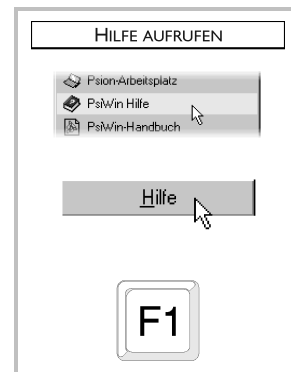 HILFE AUFRUFEN
Psion-Arbeitsplatz
PsiWin Hilfe
PsiWin-Handbuch
Hilfe
F1